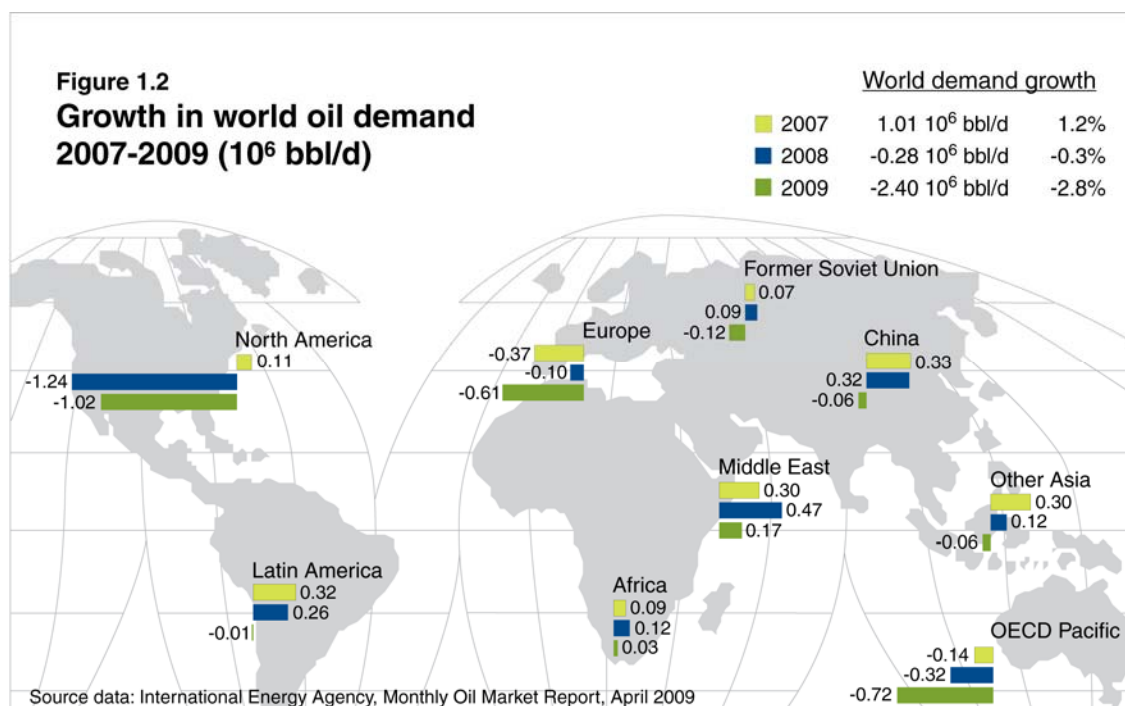 Figure 1.2
Growth in world oil demand
2007-2009 (10⁶ bbl/d)
World demand growth
2007 1.01 10⁶ bbl/d 1.2%
2008 -0.28 10⁶ bbl/d -0.3%
2009 -2.40 10⁶ bbl/d -2.8%
Former Soviet Union
0.07
0.09
-0.12
North America
0.11
-1.24
-1.02
Europe
-0.37
-0.10
-0.61
China
0.33
0.32
-0.06
Middle East
0.30
0.47
0.17
Other Asia
0.30
0.12
-0.06
Latin America
0.32
0.26
-0.01
Africa
0.09
0.12
0.03
OECD Pacific
-0.14
-0.32
-0.72
Source data: International Energy Agency, Monthly Oil Market Report, April 2009